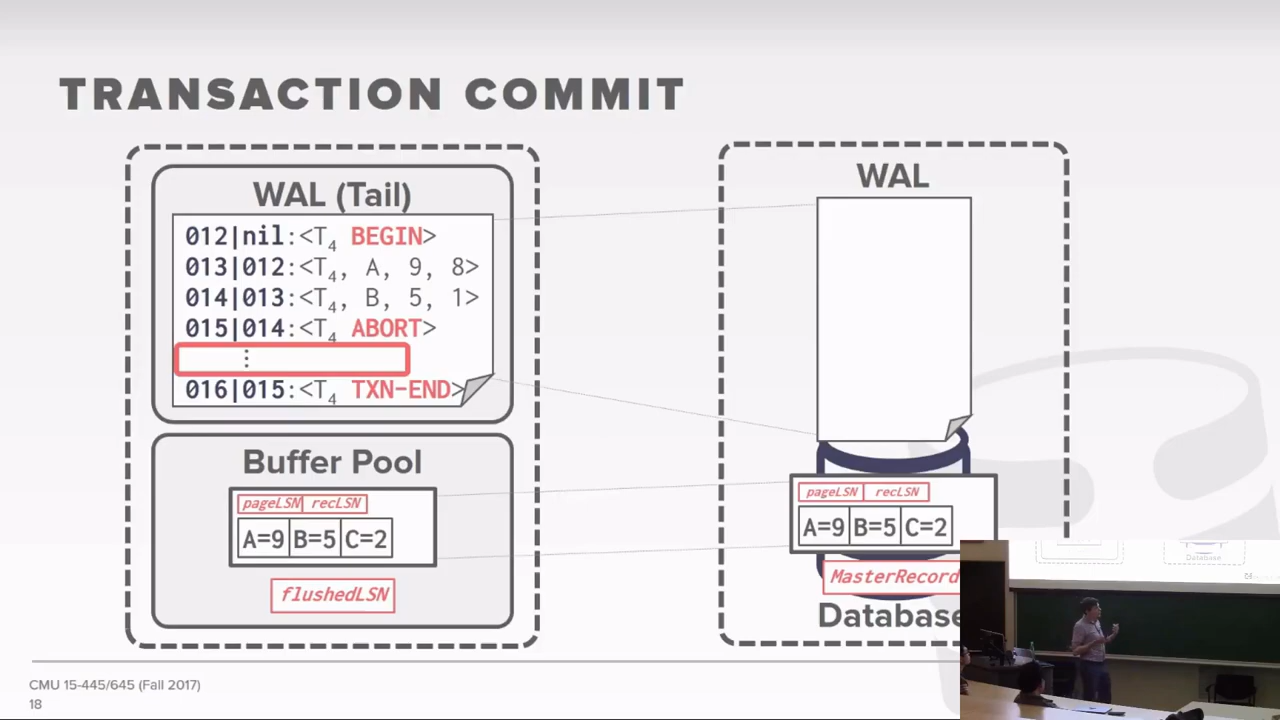 TRANSACTION COMMIT
WAL (Tail)
012|nil:<T4 BEGIN>
013|012:<T4, A, 9, 8>
014|013:<T4, B, 5, 1>
015|014:<T4 ABORT>
⋮
016|015:<T4 TXN-END>
Buffer Pool
pageLSN recLSN
A=9 B=5 C=2
flushedLSN
WAL
pageLSN recLSN
A=9 B=5 C=2
MasterRecord
Database
Database
CMU 15-445/645 (Fall 2017)
18